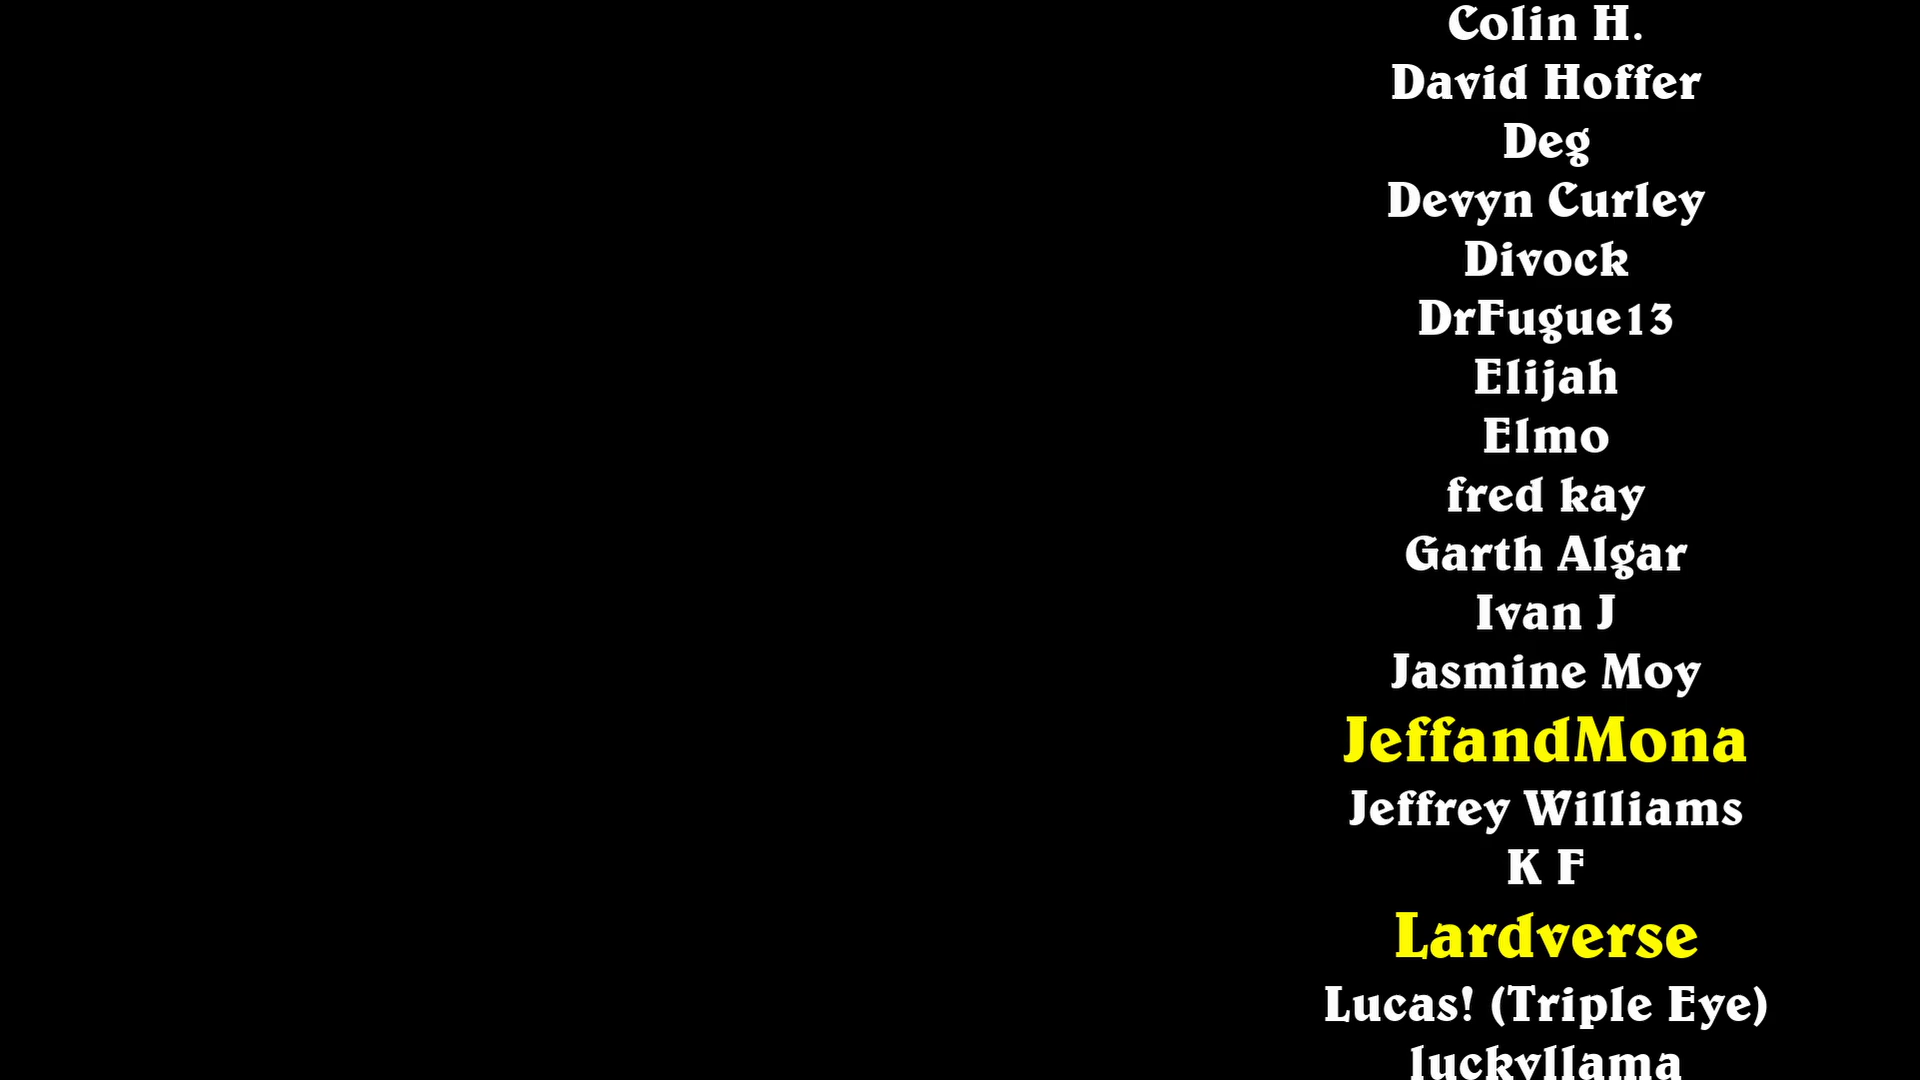 Colin H.
David Hoffer
Deg
Devyn Curley
Divock
DrFugue13
Elijah
Elmo
fred kay
Garth Algar
Ivan J
Jasmine Moy
JeffandMona
Jeffrey Williams
K F
Lardverse
Lucas! (Triple Eye)
luckyllama